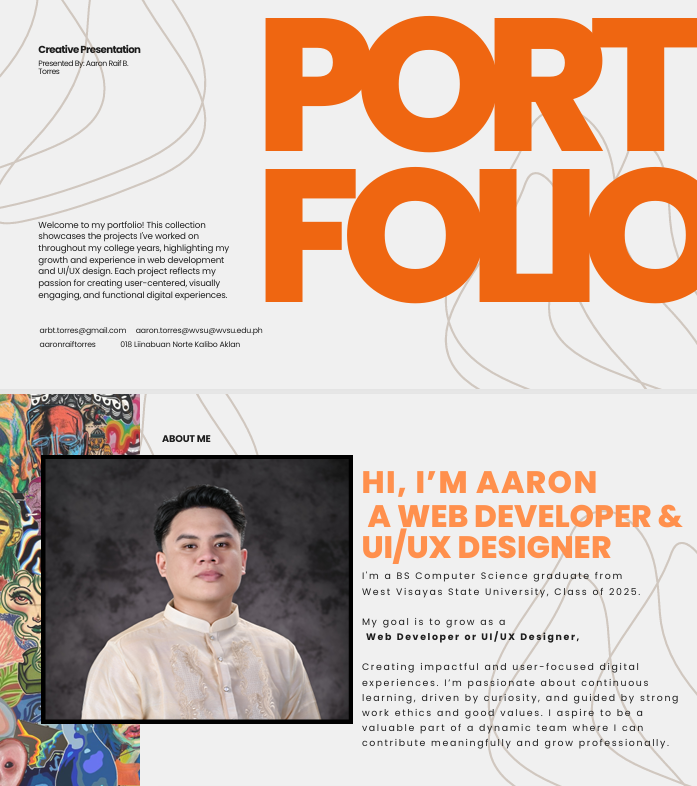 Creative Presentation
Presented By: Aaron Raif B.
Torres
PORT
FOLIO
Welcome to my portfolio! This collection
showcases the projects I've worked on
throughout my college years, highlighting my
growth and experience in web development
and UI/UX design. Each project reflects my
passion for creating user-centered, visually
engaging, and functional digital experiences.
arbt.torres@gmail.com aaron.torres@wvsu@wvsu.edu.ph
aaronraiftorres 018 Liinabuan Norte Kalibo Aklan
ABOUT ME
HI, I'M AARON
A WEB DEVELOPER &
UI/UX DESIGNER
I'm a BS Computer Science graduate from
West Visayas State University, Class of 2025.
My goal is to grow as a
Web Developer or UI/UX Designer,
Creating impactful and user-focused digital
experiences. I'm passionate about continuous
learning, driven by curiosity, and guided by strong
work ethics and good values. I aspire to be a
valuable part of a dynamic team where I can
contribute meaningfully and grow professionally.